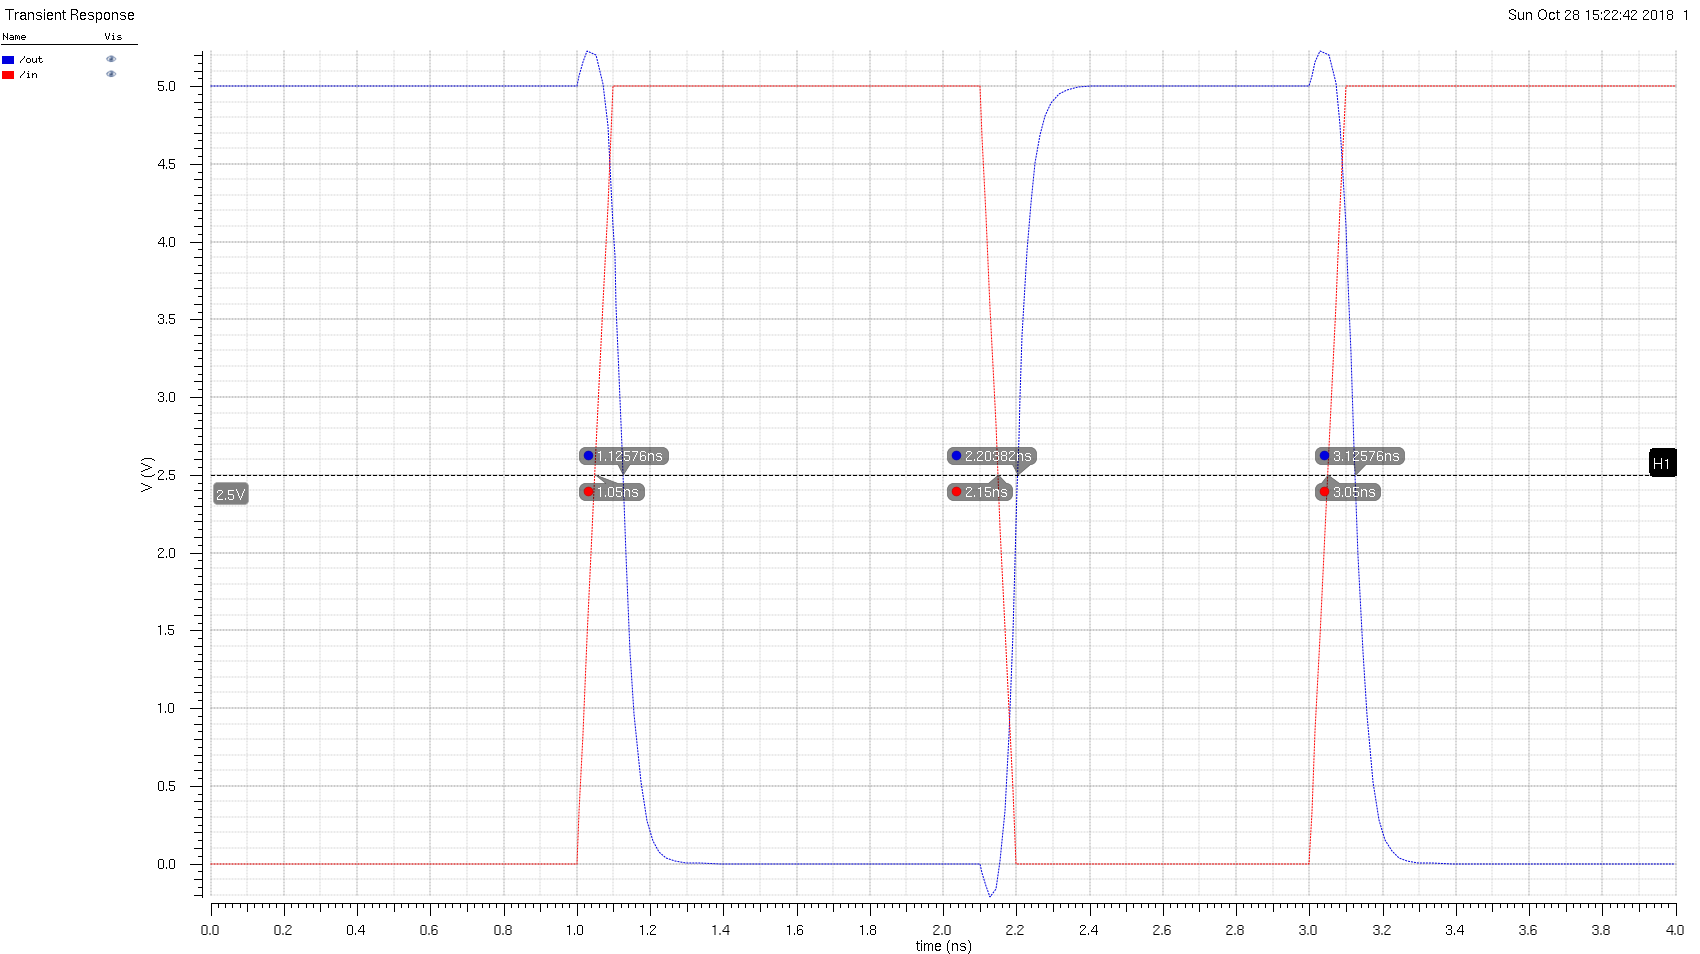 Transient Response
Sun Oct 28 15:22:42 2018 1
Name Vis
/out
/in
5.0
4.5
4.0
3.5
3.0
2.5
2.0
1.5
1.0
0.5
0.0
V (V)
1.12576ns
2.20382ns
3.12576ns
H1
2.5V
1.05ns
2.15ns
3.05ns
0.0 0.2 0.4 0.6 0.8 1.0 1.2 1.4 1.6 1.8 2.0 2.2 2.4 2.6 2.8 3.0 3.2 3.4 3.6 3.8 4.0
time (ns)